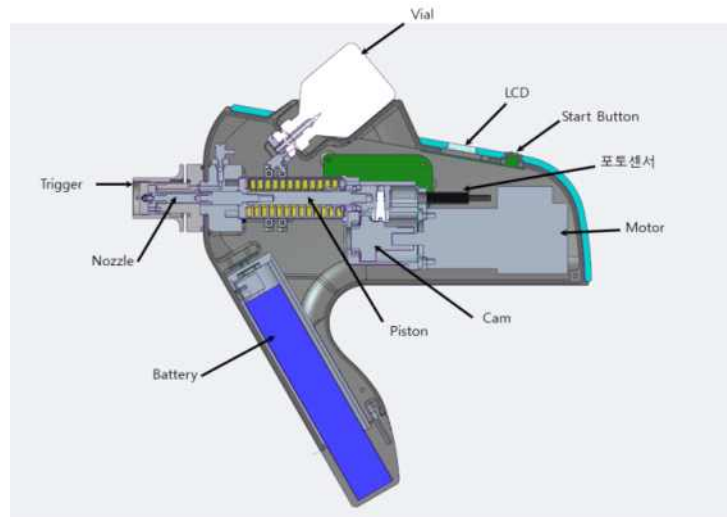 Vial
LCD
Start Button
포토센서
Trigger
Motor
Nozzle
Cam
Piston
Battery